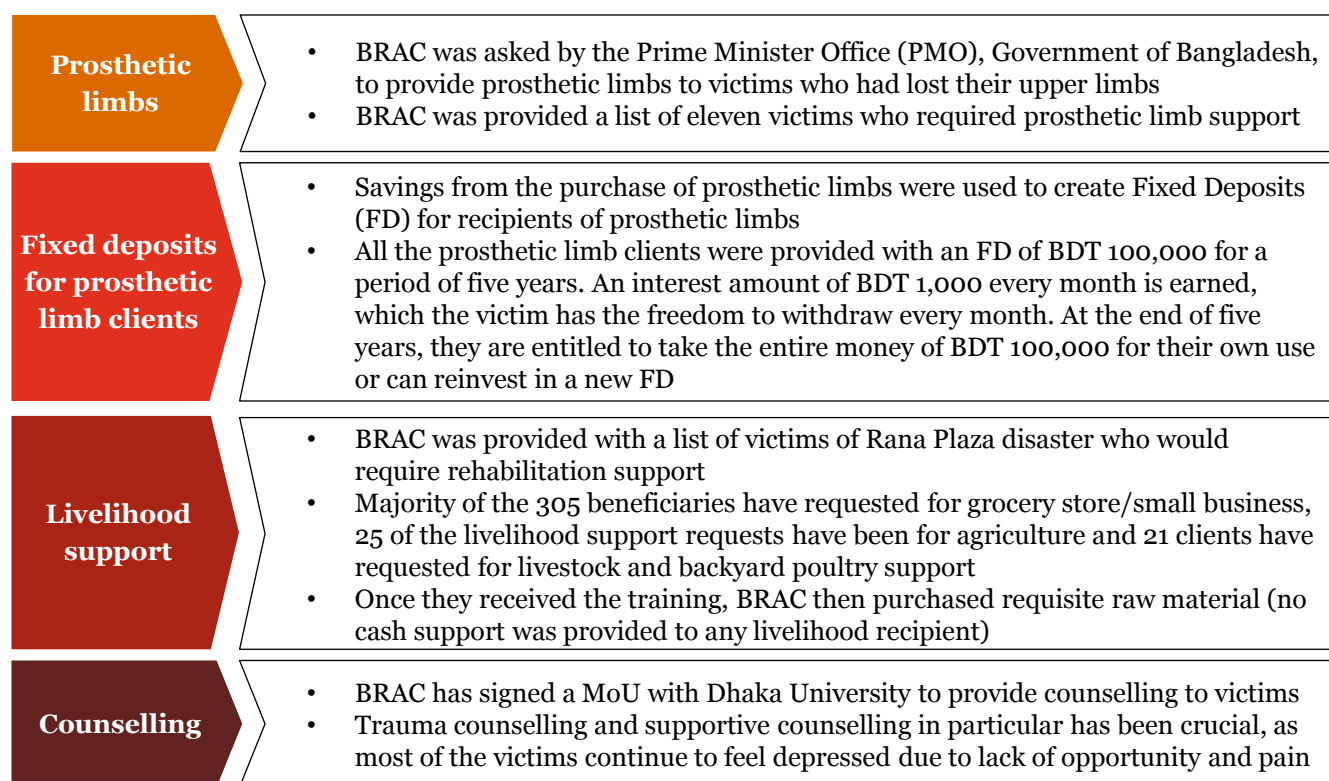 Prosthetic
limbs
• BRAC was asked by the Prime Minister Office (PMO), Government of Bangladesh,
to provide prosthetic limbs to victims who had lost their upper limbs
• BRAC was provided a list of eleven victims who required prosthetic limb support
Fixed deposits
for prosthetic
limb clients
• Savings from the purchase of prosthetic limbs were used to create Fixed Deposits
(FD) for recipients of prosthetic limbs
• All the prosthetic limb clients were provided with an FD of BDT 100,000 for a
period of five years. An interest amount of BDT 1,000 every month is earned,
which the victim has the freedom to withdraw every month. At the end of five
years, they are entitled to take the entire money of BDT 100,000 for their own use
or can reinvest in a new FD
Livelihood
support
• BRAC was provided with a list of victims of Rana Plaza disaster who would
require rehabilitation support
• Majority of the 305 beneficiaries have requested for grocery store/small business,
25 of the livelihood support requests have been for agriculture and 21 clients have
requested for livestock and backyard poultry support
• Once they received the training, BRAC then purchased requisite raw material (no
cash support was provided to any livelihood recipient)
Counselling
• BRAC has signed a MoU with Dhaka University to provide counselling to victims
• Trauma counselling and supportive counselling in particular has been crucial, as
most of the victims continue to feel depressed due to lack of opportunity and pain